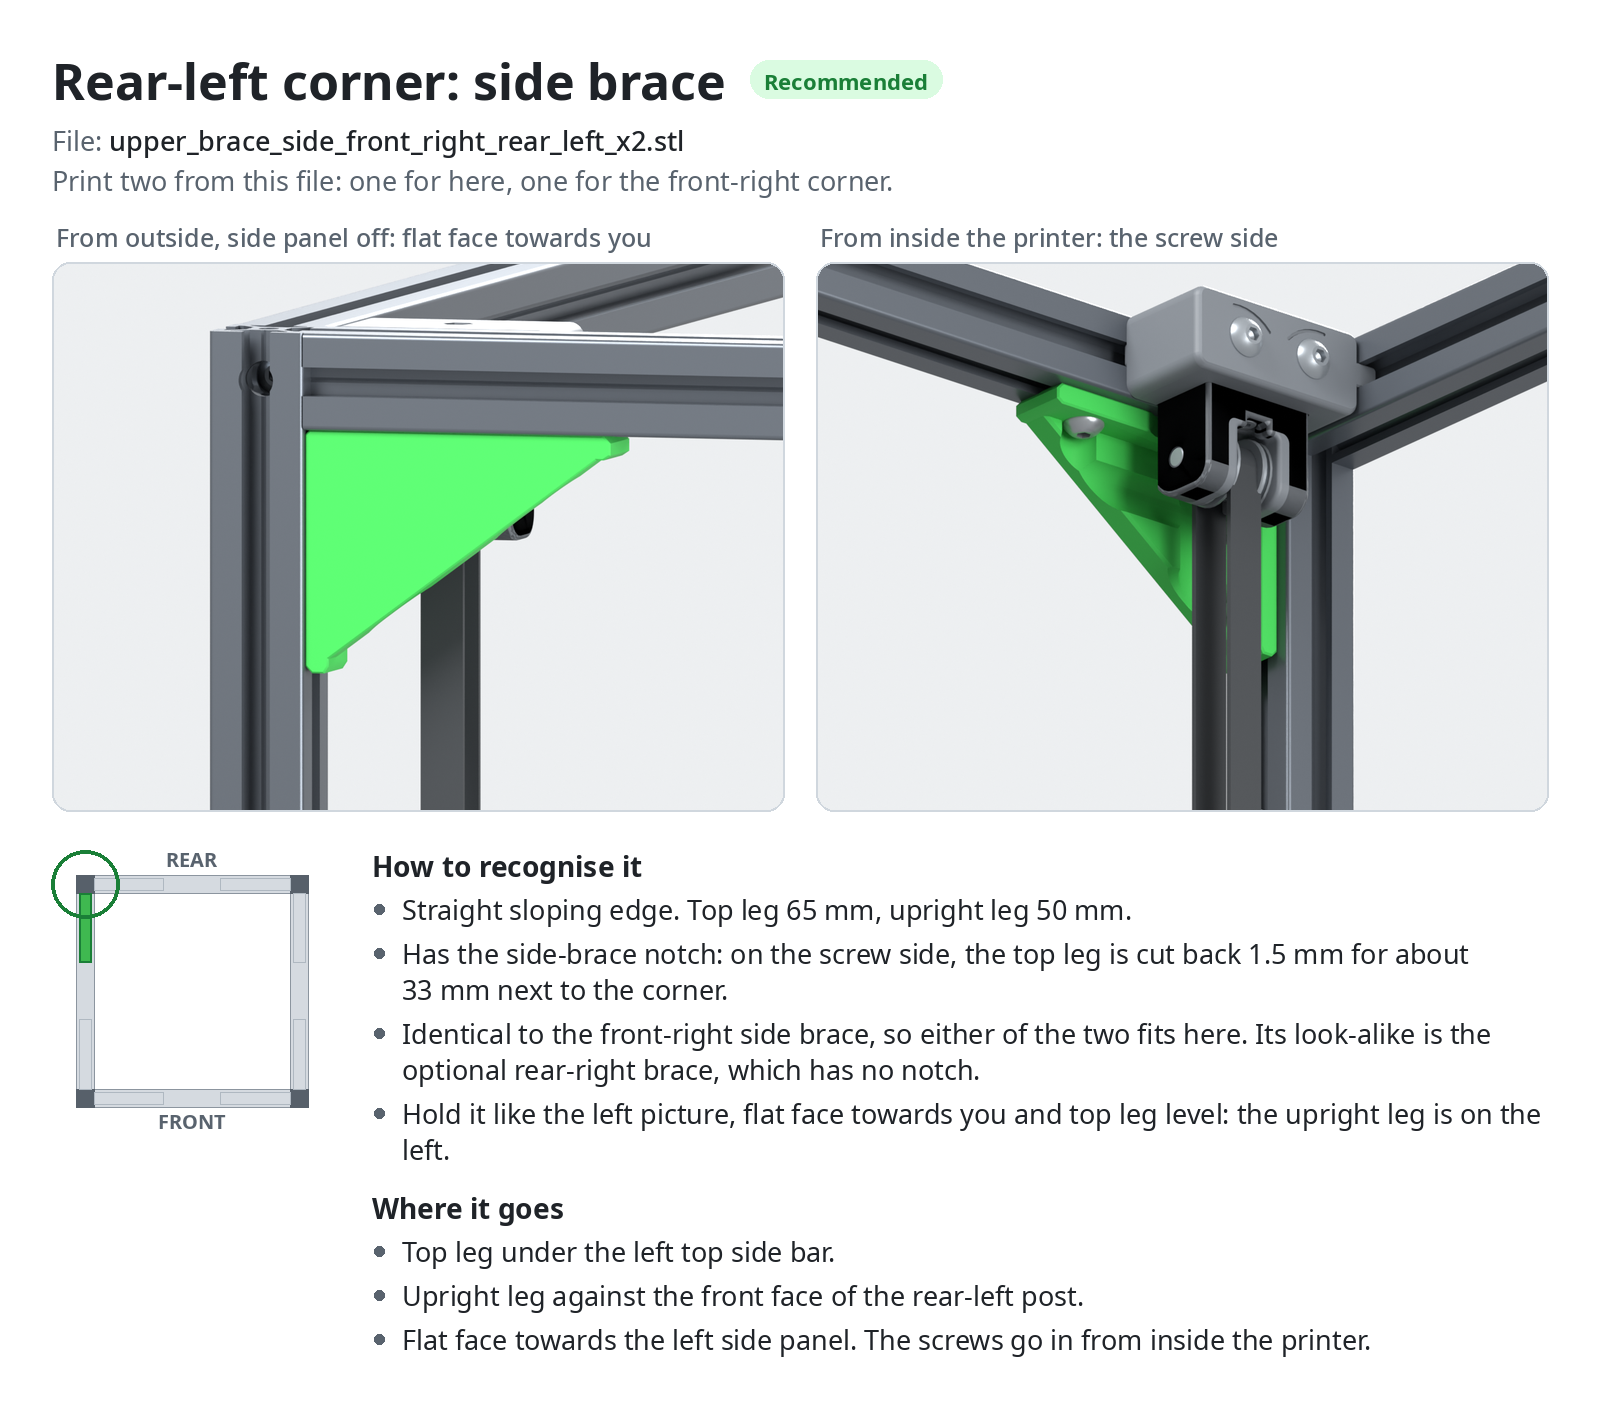 Rear-left corner: side brace
Recommended
File: upper_brace_side_front_right_rear_left_x2.stl
Print two from this file: one for here, one for the front-right corner.
From outside, side panel off: flat face towards you
From inside the printer: the screw side
REAR
FRONT
How to recognise it
Straight sloping edge. Top leg 65 mm, upright leg 50 mm.
Has the side-brace notch: on the screw side, the top leg is cut back 1.5 mm for about
33 mm next to the corner.
Identical to the front-right side brace, so either of the two fits here. Its look-alike is the
optional rear-right brace, which has no notch.
Hold it like the left picture, flat face towards you and top leg level: the upright leg is on the
left.
Where it goes
Top leg under the left top side bar.
Upright leg against the front face of the rear-left post.
Flat face towards the left side panel. The screws go in from inside the printer.